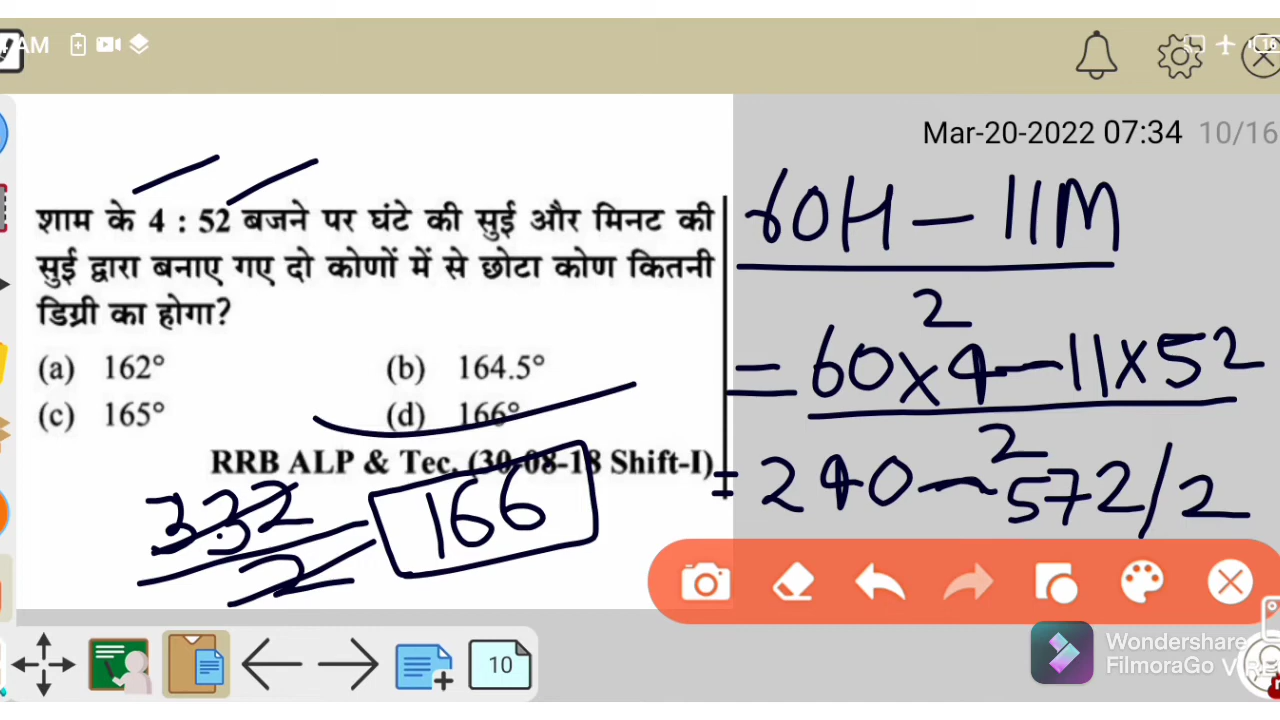 AM
16
Mar-20-2022 07:34 10/16
60H - 11M
2
शाम के 4 : 52 बजने पर घंटे की सुई और मिनट की
सुई द्वारा बनाए गए दो कोणों में से छोटा कोण कितनी
डिग्री का होगा?
(a) 162° (b) 164.5°
(c) 165° (d) 166°
RRB ALP & Tec. (30-08-18 Shift-I)
= 60×4-11×52
2
= 240-572/2
332
2
166
10
Wondershare
FilmoraGo